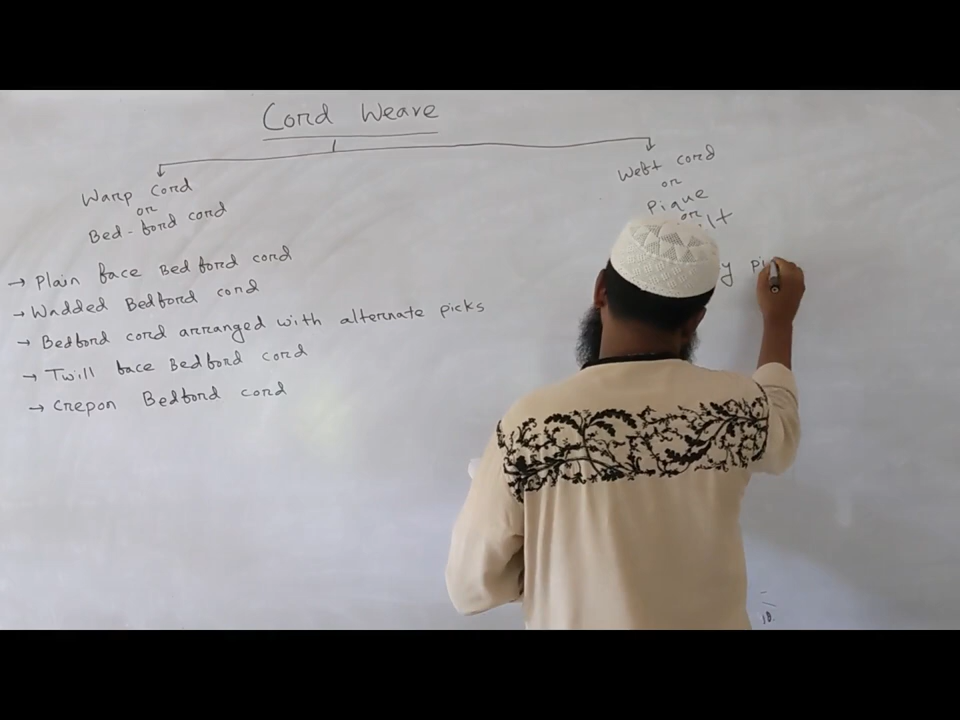 Cord Weave
Warp Cord
or
Bed-ford cord
→ Plain face Bedford cord
→ Wadded Bedford cord
→ Bedford cord arranged with alternate picks
→ Twill face Bedford cord
→ Crepon Bedford cord
Weft cord
or
Pique
or